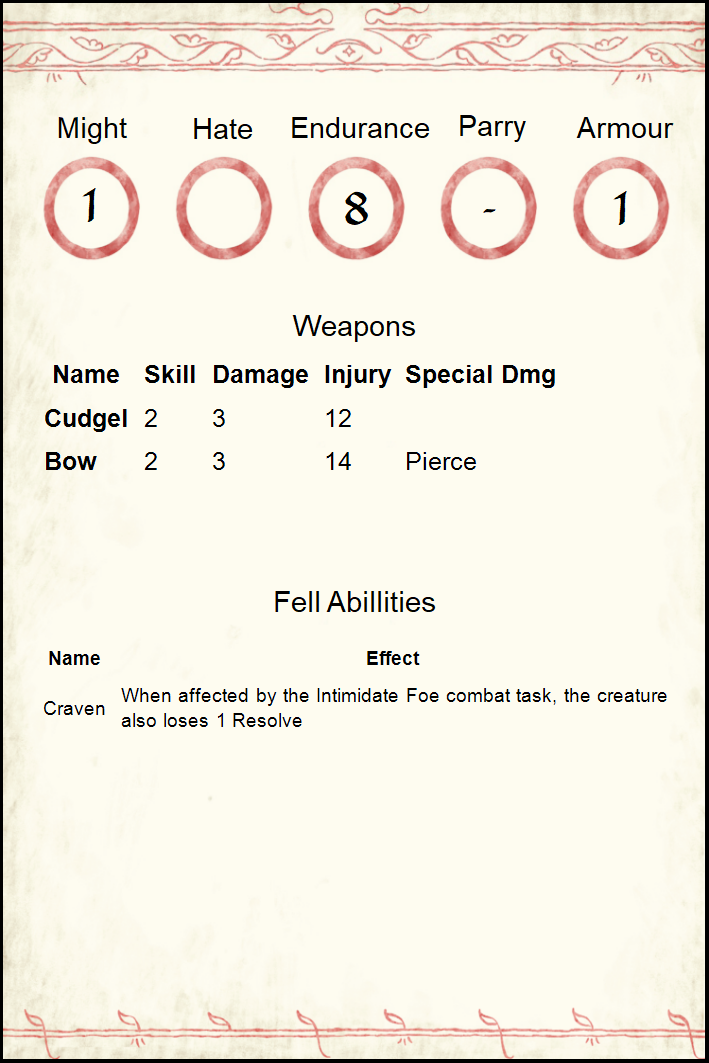 Might Hate Endurance Parry Armour
1 8 - 1
Weapons
Name Skill Damage Injury Special Dmg
Cudgel 2 3 12
Bow 2 3 14 Pierce
Fell Abillities
Name Effect
Craven When affected by the Intimidate Foe combat task, the creature
also loses 1 Resolve